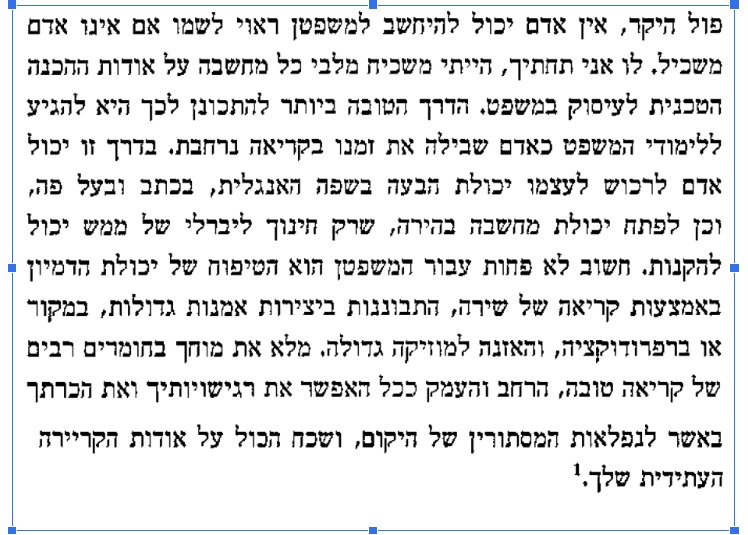 פול היקר, אין אדם יכול להיחשב למשפטן ראוי לשמו אם אינו אדם
משכיל. לו אני תחתיך, הייתי משכיח מלבי כל מחשבה על אודות ההכנה
הטכנית לעיסוק במשפט. הדרך הטובה ביותר להתכונן לכך היא להגיע
ללימודי המשפט כאדם שבילה את זמנו בקריאה נרחבת. בדרך זו יכול
אדם לרכוש לעצמו יכולת הבעה בשפה האנגלית, בכתב ובעל פה,
וכן לפתח יכולת מחשבה בהירה, שרק חינוך ליברלי של ממש יכול
להקנות. חשוב לא פחות עבור המשפטן הוא הטיפוח של יכולת הדמיון
באמצעות קריאה של שירה, התבוננות ביצירות אמנות גדולות, במקור
או ברפרודוקציה, והאזנה למוזיקה גדולה. מלא את מוחך בחומרים רבים
של קריאה טובה, הרחב והעמק ככל האפשר את רגישויותיך ואת הכרתך
באשר לנפלאות המסתורין של היקום, ושכח הכול על אודות הקריירה
העתידית שלך.1